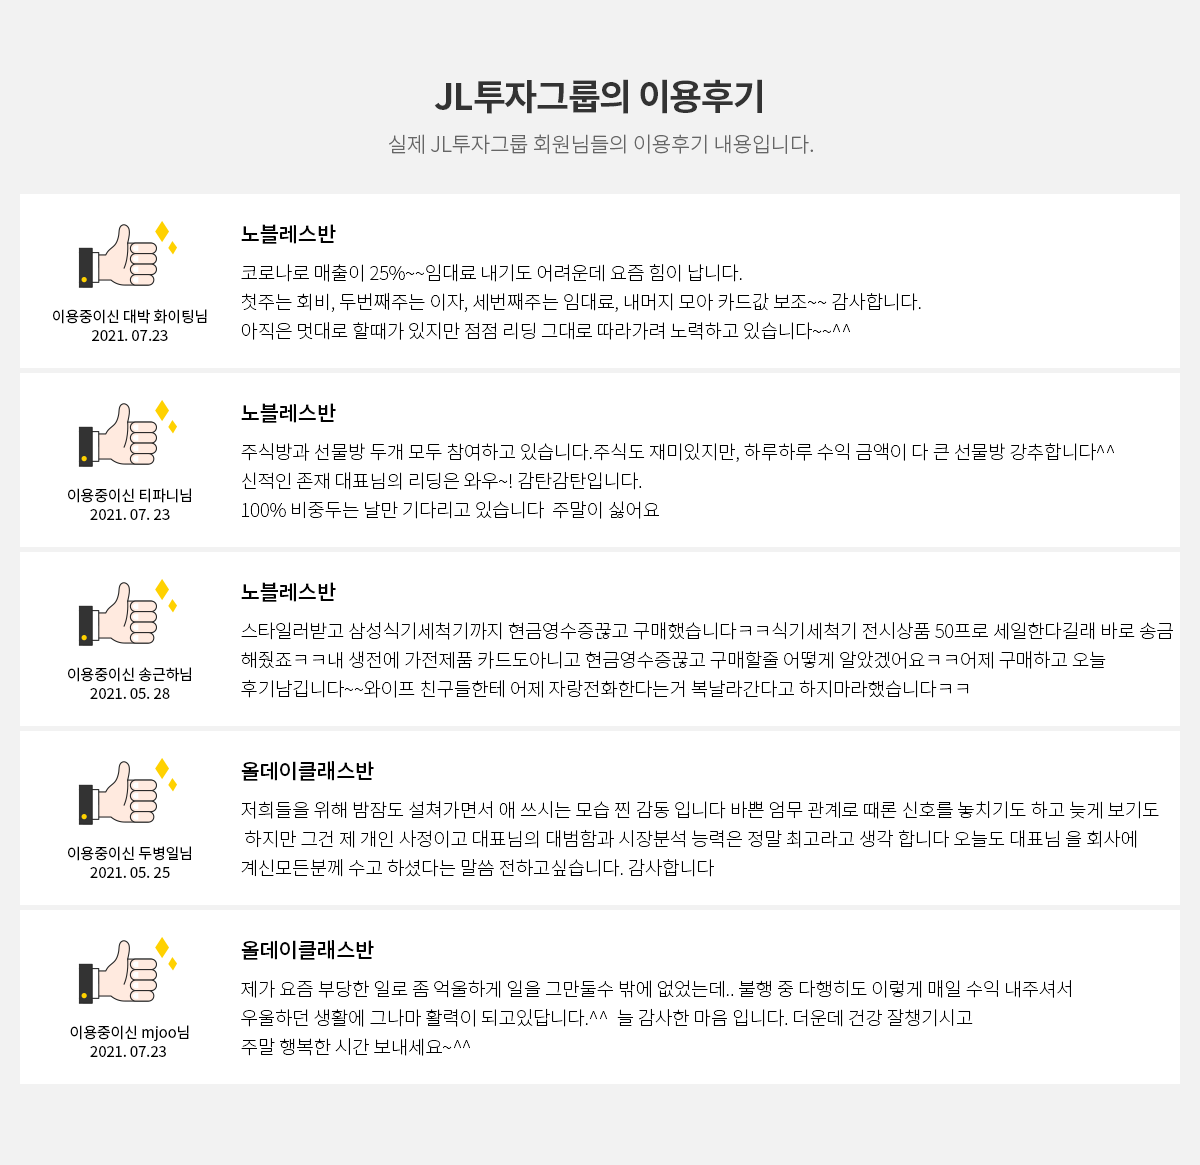 JL투자그룹의 이용후기
실제 JL투자그룹 회원님들의 이용후기 내용입니다.
노블레스반
코로나로 매출이 25%~~임대료 내기도 어려운데 요즘 힘이 납니다.
첫주는 회비, 두번째주는 이자, 세번째주는 임대료, 내머지 모아 카드값 보조~~ 감사합니다.
아직은 멋대로 할때가 있지만 점점 리딩 그대로 따라가려 노력하고 있습니다~~^^
이용중이신 대박 화이팅님
2021. 07.23
노블레스반
주식방과 선물방 두개 모두 참여하고 있습니다.주식도 재미있지만, 하루하루 수익 금액이 다 큰 선물방 강추합니다^^
신적인 존재 대표님의 리딩은 와우~! 감탄감탄입니다.
100% 비중두는 날만 기다리고 있습니다  주말이 싫어요
이용중이신 티파니님
2021. 07. 23
노블레스반
스타일러받고 삼성식기세척기까지 현금영수증끊고 구매했습니다ㅋㅋ식기세척기 전시상품 50프로 세일한다길래 바로 송금
해줬죠ㅋㅋ내 생전에 가전제품 카드도아니고 현금영수증끊고 구매할줄 어떻게 알았겠어요ㅋㅋ어제 구매하고 오늘
후기남깁니다~~와이프 친구들한테 어제 자랑전화한다는거 복날라간다고 하지마라했습니다ㅋㅋ
이용중이신 송근하님
2021. 05. 28
올데이클래스반
저희들을 위해 밤잠도 설쳐가면서 애 쓰시는 모습 찐 감동 입니다 바쁜 업무 관계로 때론 신호를 놓치기도 하고 늦게 보기도
하지만 그건 제 개인 사정이고 대표님의 대범함과 시장분석 능력은 정말 최고라고 생각 합니다 오늘도 대표님 을 회사에
계신모든분께 수고 하셨다는 말씀 전하고싶습니다. 감사합니다
이용중이신 두병일님
2021. 05. 25
올데이클래스반
제가 요즘 부당한 일로 좀 억울하게 일을 그만둘수 밖에 없었는데.. 불행 중 다행히도 이렇게 매일 수익 내주셔서
우울하던 생활에 그나마 활력이 되고있답니다.^^  늘 감사한 마음 입니다. 더운데 건강 잘챙기시고
주말 행복한 시간 보내세요~^^
이용중이신 mjoo님
2021. 07.23